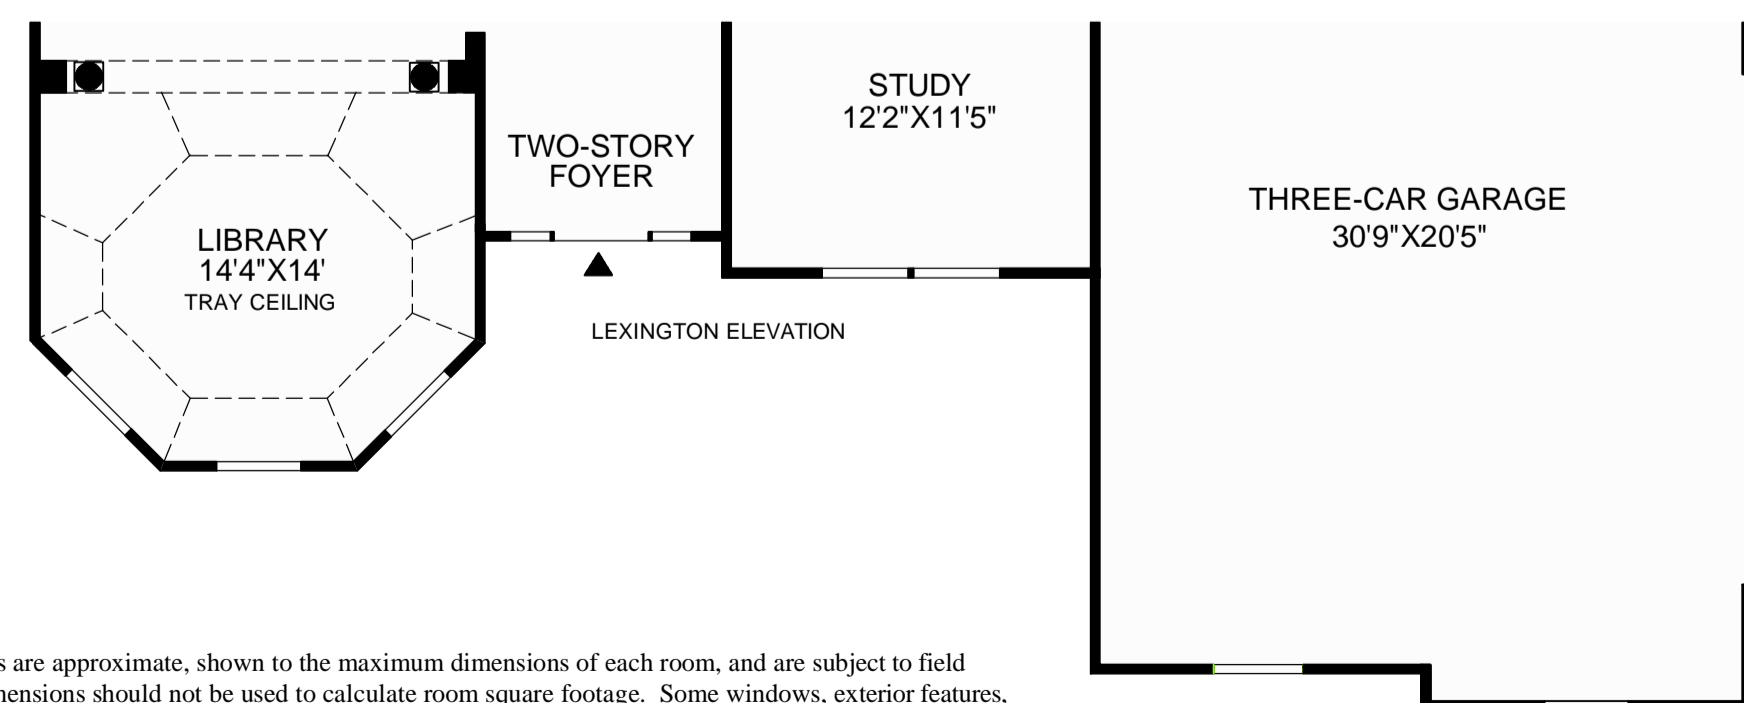 STUDY
12'2"X11'5"
TWO-STORY
FOYER
THREE-CAR GARAGE
30'9"X20'5"
LIBRARY
14'4"X14'
TRAY CEILING
LEXINGTON ELEVATION
are approximate, shown to the maximum dimensions of each room, and are subject to field
should not be used to calculate room square footage. Some windows, exterior features,